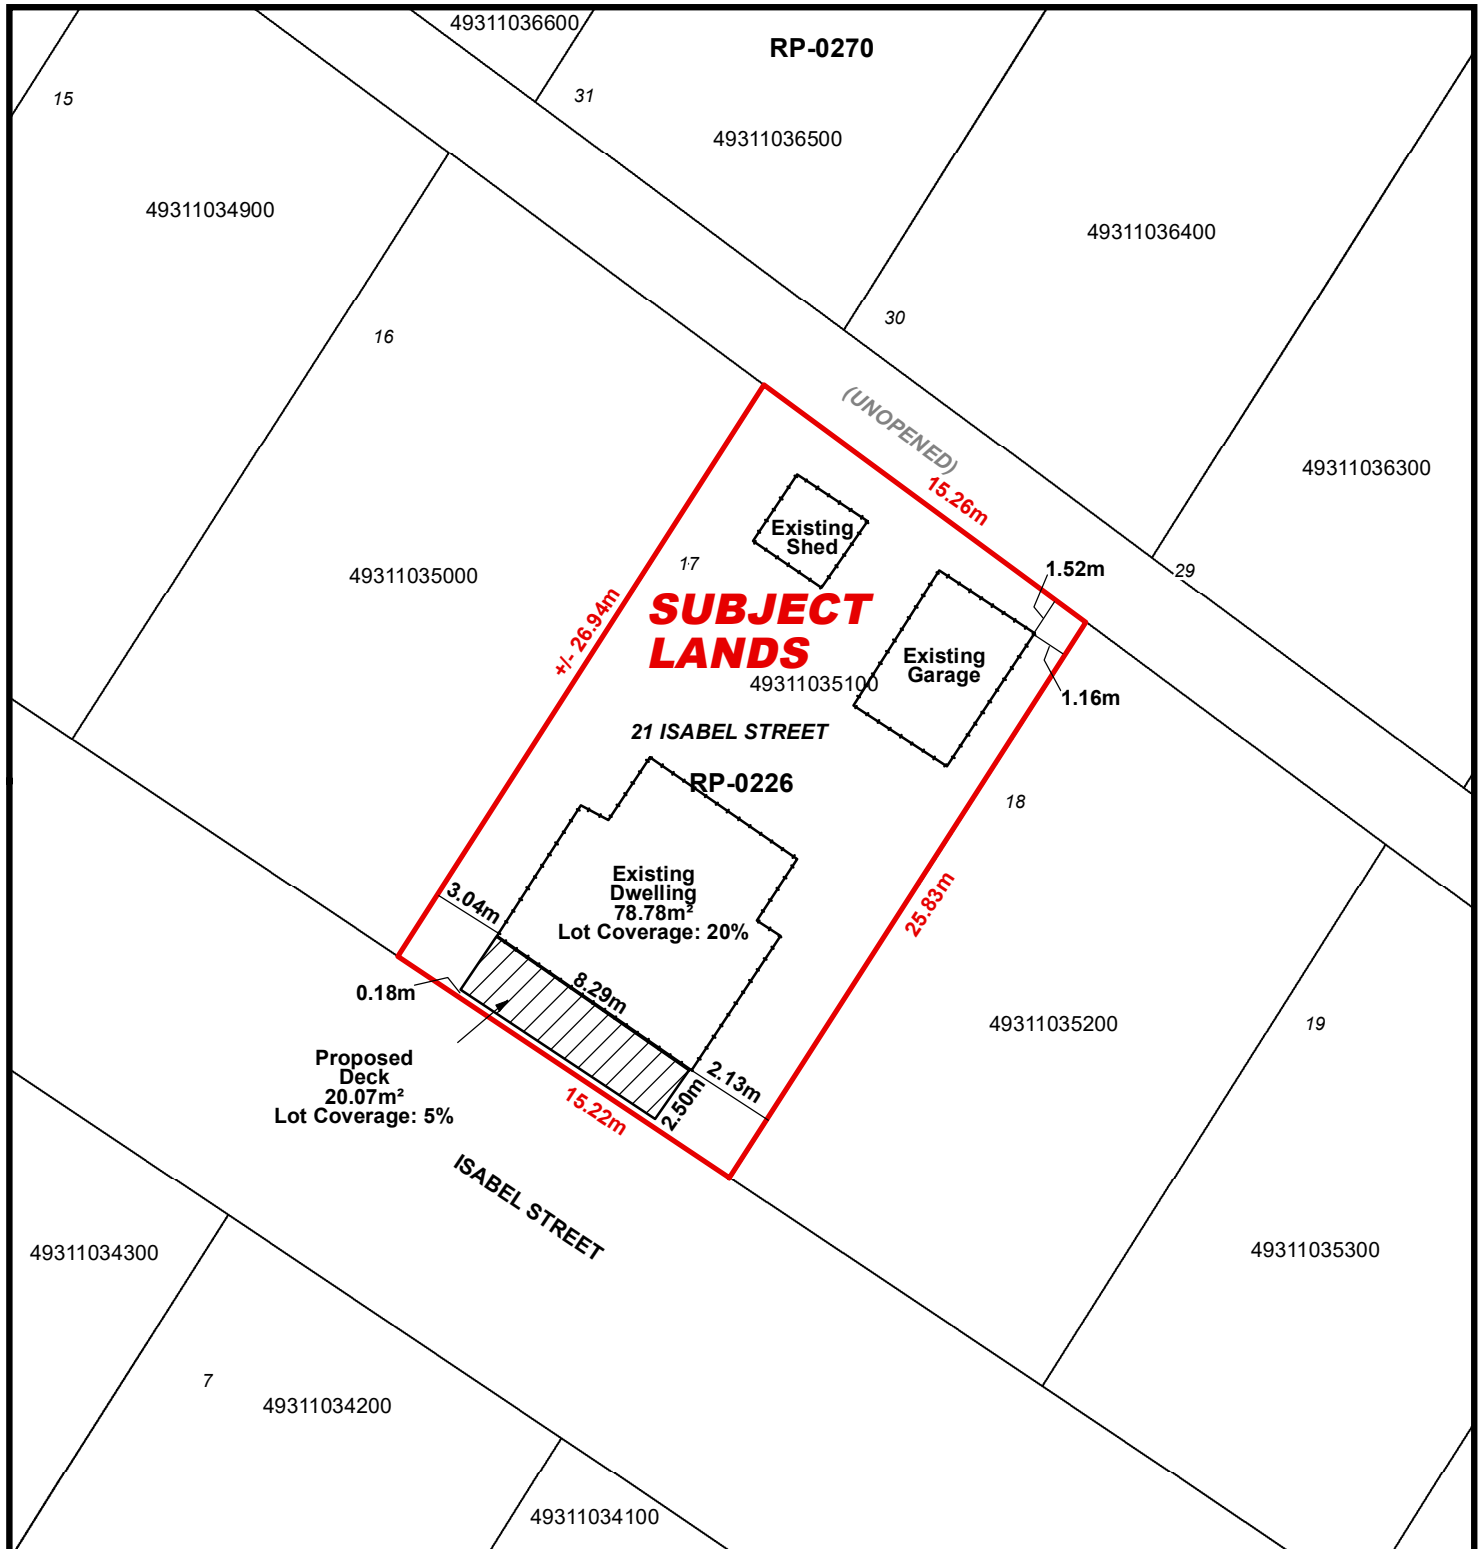 49311036600
RP-0270
15
31
49311036500
49311034900
49311036400
30
16
(UNOPENED)
49311036300
15.26m
Existing
Shed
17
1.52m
29
49311035000
SUBJECT
LANDS
+/- 26.94m
Existing
Garage
49311035100
1.16m
21 ISABEL STREET
RP-0226
18
Existing
Dwelling
78.78m²
Lot Coverage: 20%
3.04m
25.83m
8.29m
0.18m
49311035200
19
Proposed
Deck
20.07m²
Lot Coverage: 5%
2.13m
2.50m
15.22m
ISABEL STREET
49311034300
49311035300
7
49311034200
49311034100